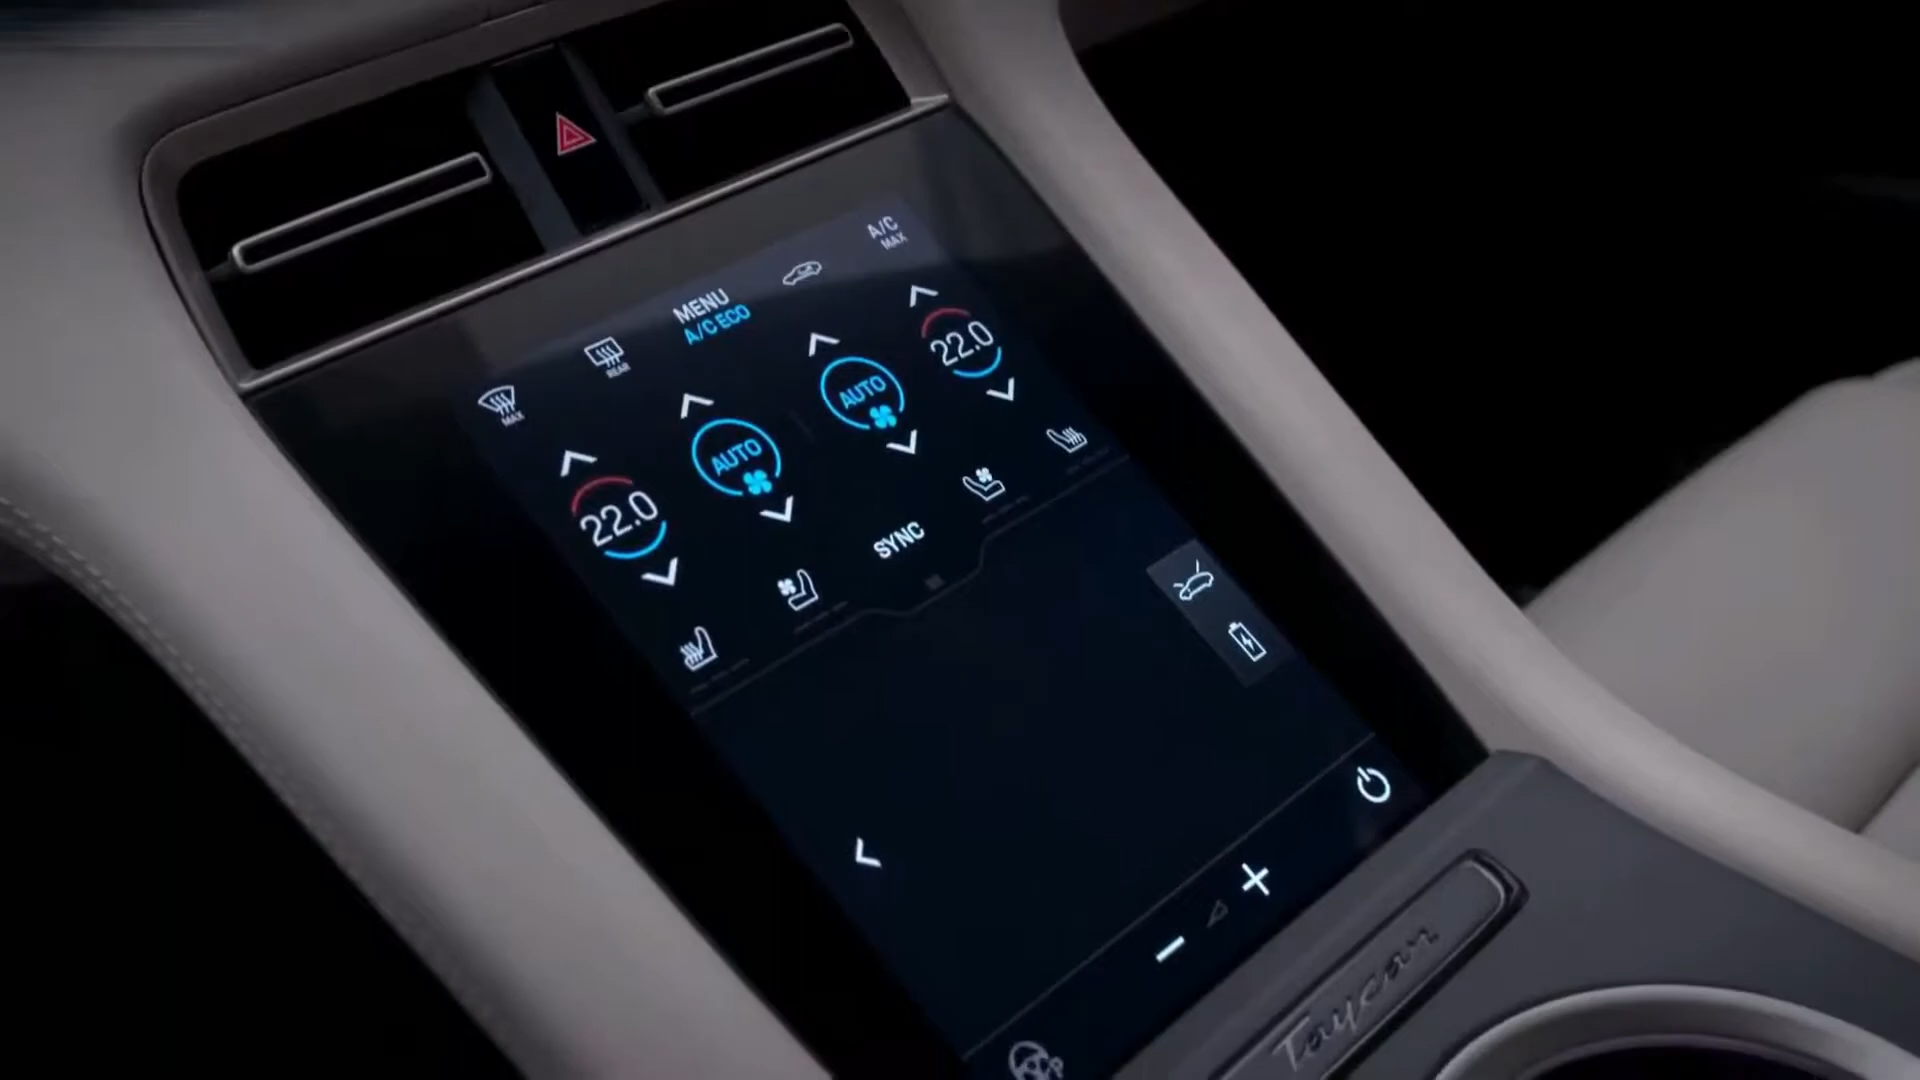 A/C
MAX
MENU
A/C ECO
REAR
MAX
22.0
AUTO
AUTO
22.0
SYNC
Taycan